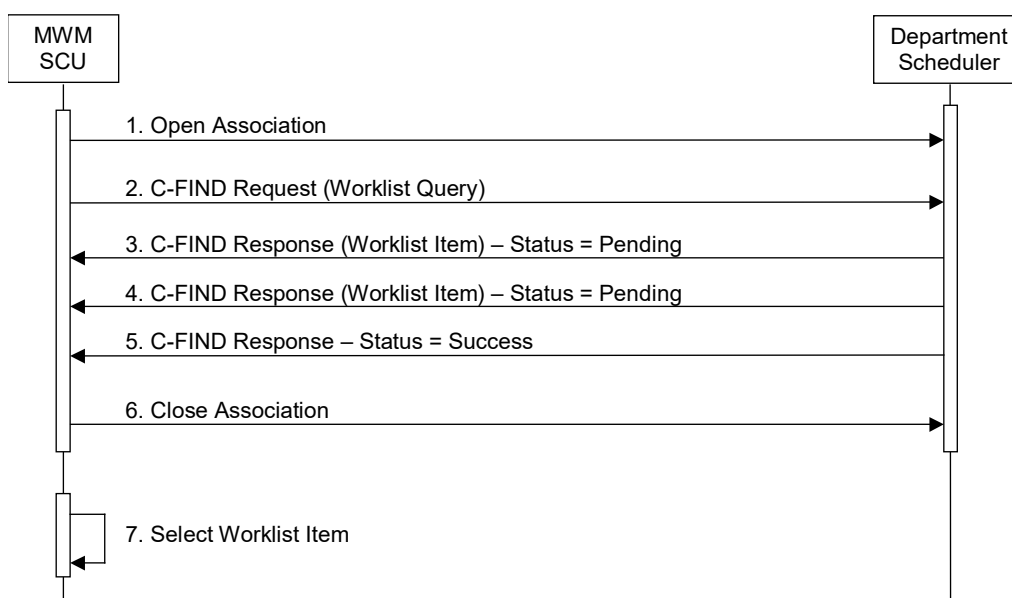 MWM
SCU
Department
Scheduler
1. Open Association
2. C-FIND Request (Worklist Query)
3. C-FIND Response (Worklist Item) – Status = Pending
4. C-FIND Response (Worklist Item) – Status = Pending
5. C-FIND Response – Status = Success
6. Close Association
7. Select Worklist Item